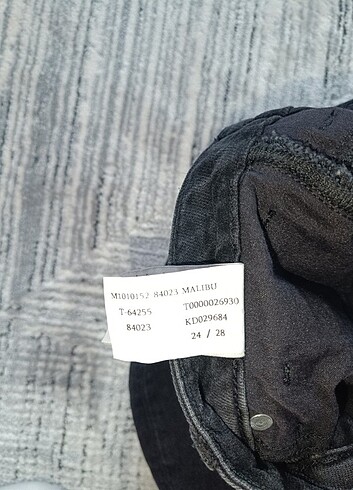 M1010152 84023 MALIBU
T-64255 T0000026930
84023 KD029684
24 / 28